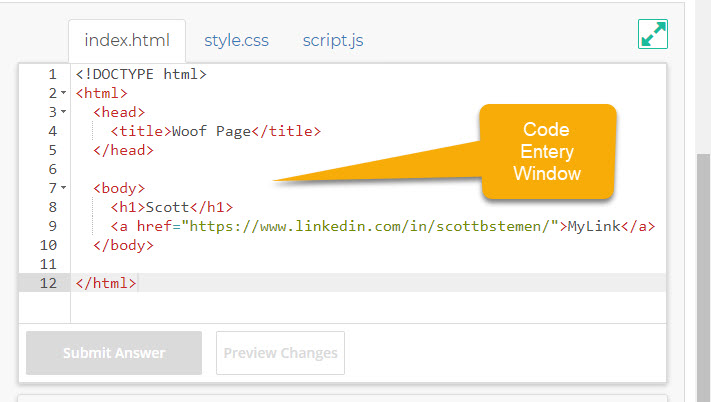 index.html style.css script.js
1 <!DOCTYPE html>
2 <html>
3 <head>
4 <title>Woof Page</title>
5 </head>
6
7 <body>
8 <h1>Scott</h1>
9 <a href="https://www.linkedin.com/in/scottbstemen/">MyLink</a>
10 </body>
11
12 </html>
Code
Entery
Window
Submit Answer Preview Changes